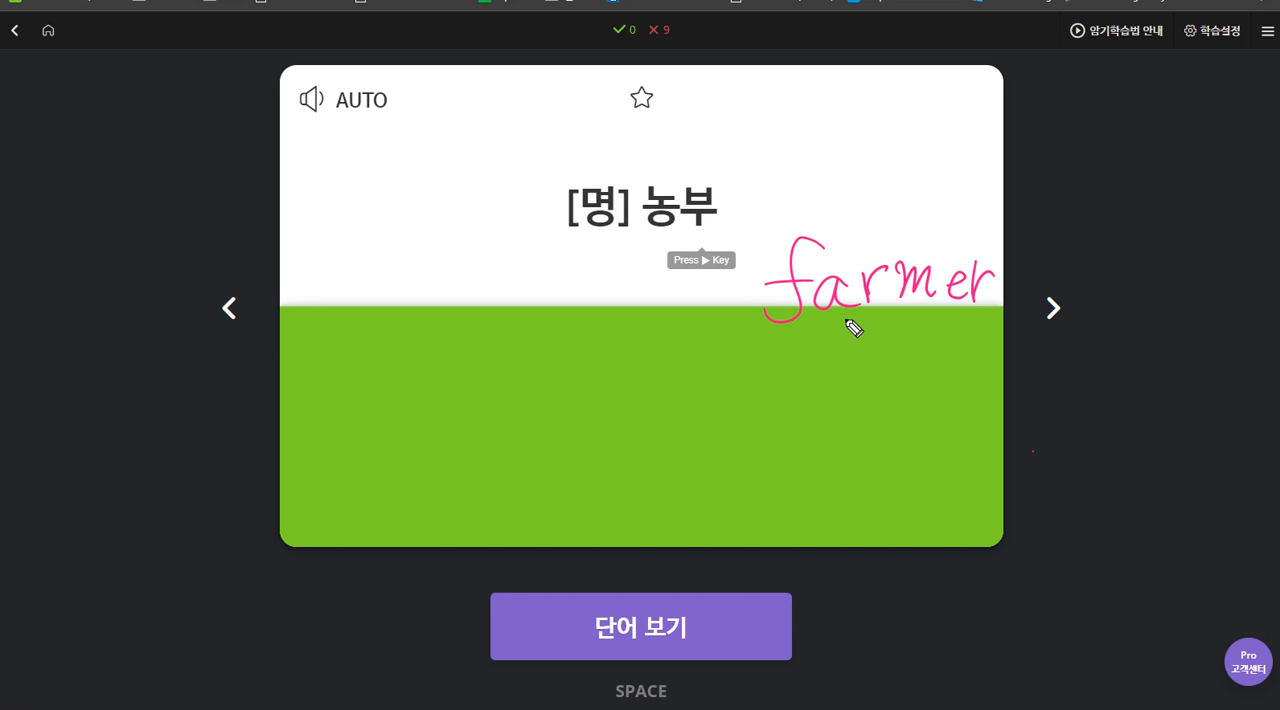 0 9
암기학습법 안내 학습설정
AUTO
[명] 농부
Press ▶ Key
farmer
단어 보기
SPACE
Pro
고객센터